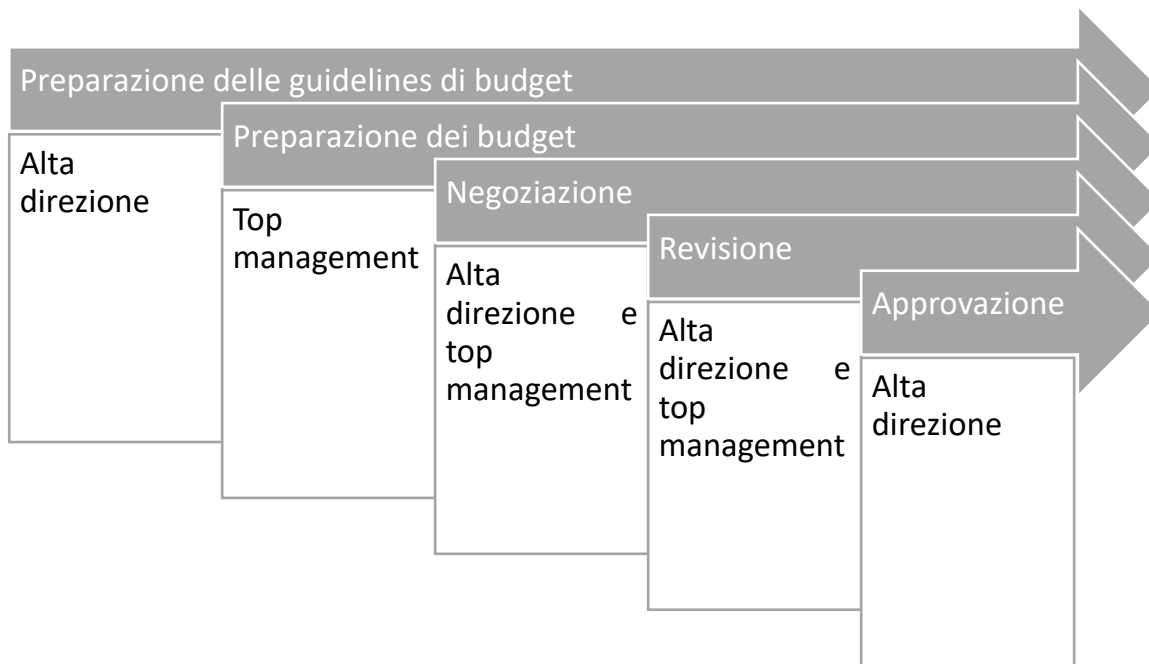 Preparazione delle guidelines di budget
Alta
direzione
Preparazione dei budget
Top
management
Negoziazione
Alta
direzione e
top
management
Revisione
Alta
direzione e
top
management
Approvazione
Alta
direzione